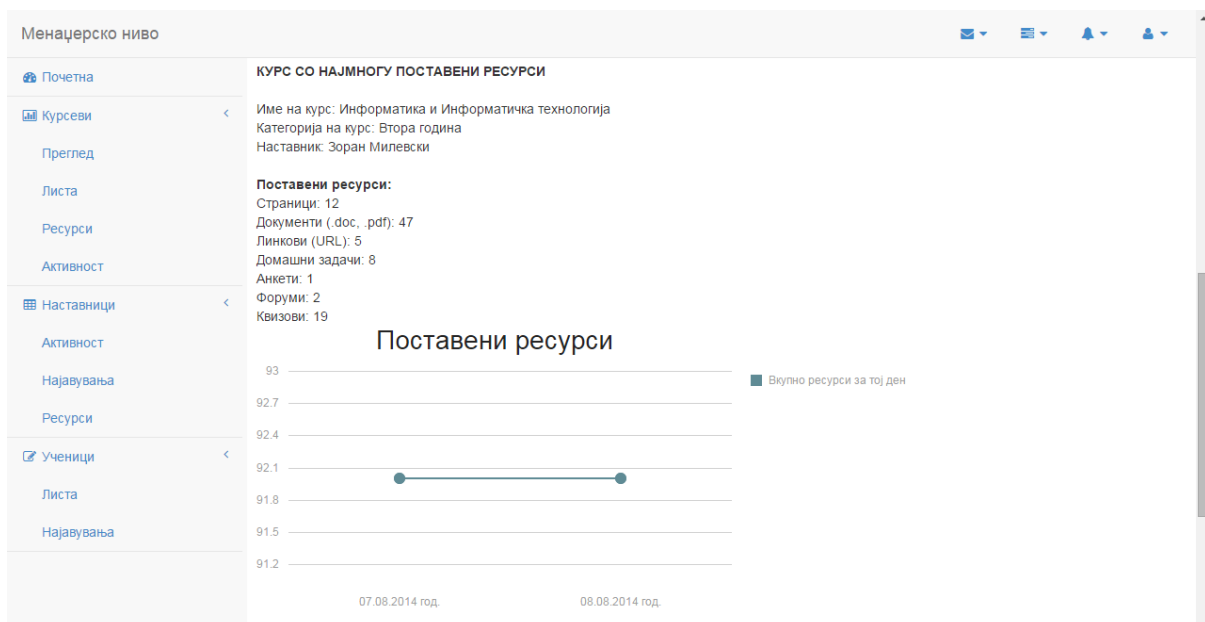 Менаџерско ниво
Почетна
Курсеви
Преглед
Листа
Ресурси
Активност
Наставници
Активност
Најавувања
Ресурси
Ученици
Листа
Најавувања
КУРС СО НАЈМНОГУ ПОСТАВЕНИ РЕСУРСИ
Име на курс: Информатика и Информатичка технологија
Категорија на курс: Втора година
Наставник: Зоран Милевски
Поставени ресурси:
Страници: 12
Документи (.doc, .pdf): 47
Линкови (URL): 5
Домашни задачи: 8
Анкети: 1
Форуми: 2
Квизови: 19
Поставени ресурси
93
92.7
92.4
92.1
91.8
91.5
91.2
07.08.2014 год.
08.08.2014 год.
Вкупно ресурси за тој ден